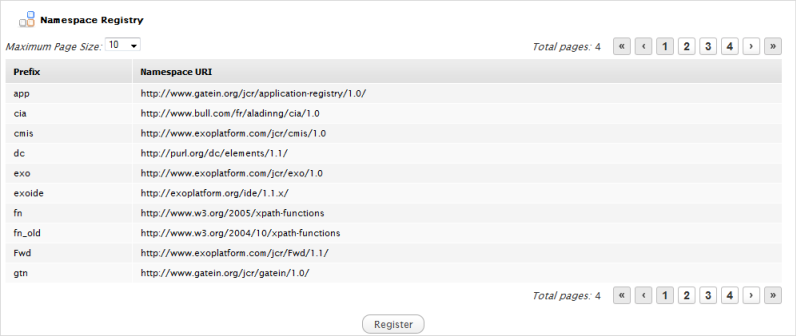 Namespace Registry
Maximum Page Size: 10 Total pages: 4 « ‹ 1 2 3 4 › »
Prefix Namespace URI
app http://www.gatein.org/jcr/application-registry/1.0/
cia http://www.bull.com/fr/aladinng/cia/1.0
cmis http://www.exoplatform.com/jcr/cmis/1.0
dc http://purl.org/dc/elements/1.1/
exo http://www.exoplatform.com/jcr/exo/1.0
exoide http://exoplatform.org/ide/1.1.x/
fn http://www.w3.org/2005/xpath-functions
fn_old http://www.w3.org/2004/10/xpath-functions
Fwd http://www.exoplatform.com/jcr/Fwd/1.1/
gtn http://www.gatein.org/jcr/gatein/1.0/
Total pages: 4 « ‹ 1 2 3 4 › »
Register